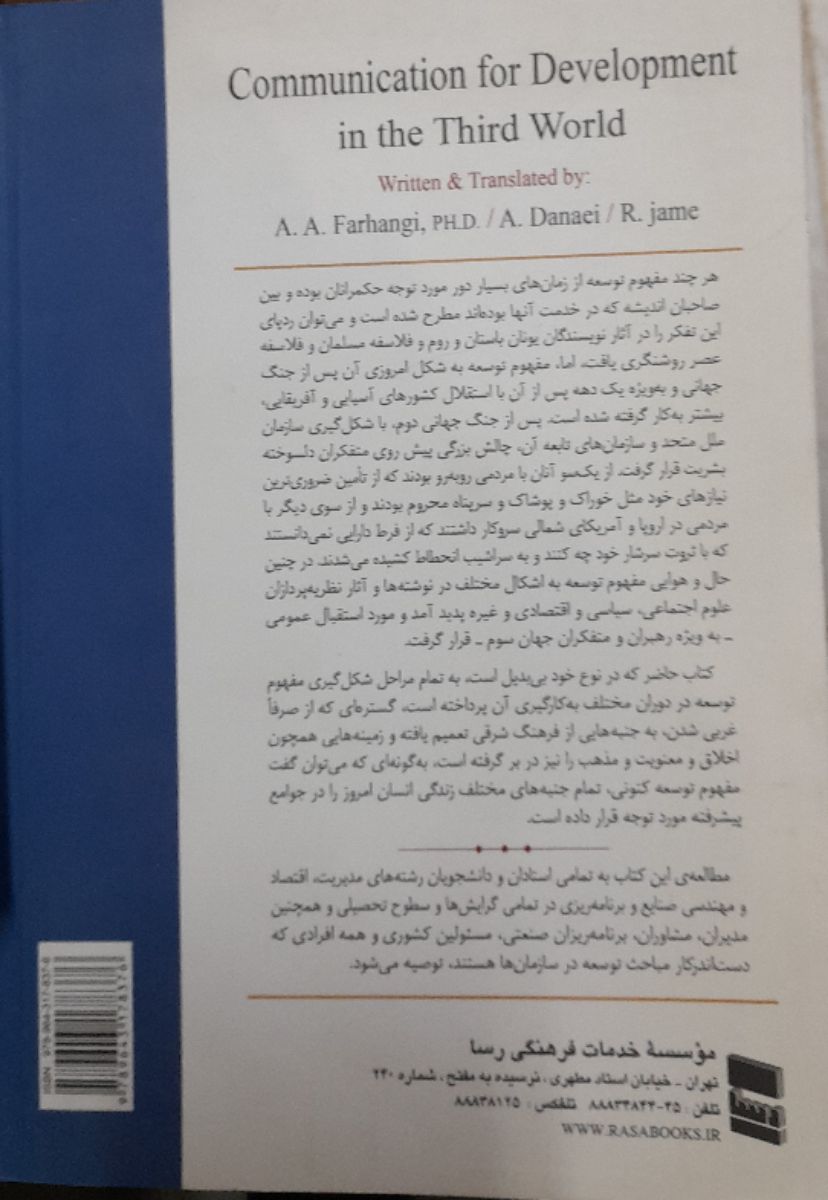 Communication for Development
in the Third World
Written & Translated by:
A. A. Farhangi, PH.D. / A. Danaei / R. jame
هر چند مفهوم توسعه از زمان‌های بسیار دور مورد توجه حکمرانان بوده و بین
صاحبان اندیشه که در خدمت آنها بوده‌اند مطرح شده است و می‌توان ردپای
این تفکر را در آثار نویسندگان یونان باستان و روم و فلاسفه مسلمان و فلاسفه
عصر روشنگری یافت، اما، مفهوم توسعه به شکل امروزی آن پس از جنگ
جهانی و به‌ویژه یک دهه پس از آن با استقلال کشورهای آسیایی و آفریقایی،
بیشتر به‌کار گرفته شده است. پس از جنگ جهانی دوم، با شکل‌گیری سازمان
ملل متحد و سازمان‌های تابعه آن، چالش بزرگی پیش روی متفکران دلسوخته
بشریت قرار گرفت. از یک‌سو آنان با مردمی روبه‌رو بودند که از تأمین ضروری‌ترین
نیازهای خود مثل خوراک و پوشاک و سرپناه محروم بودند و از سوی دیگر با
مردمی در اروپا و آمریکای شمالی سروکار داشتند که از فرط دارایی نمی‌دانستند
که با ثروت سرشار خود چه کنند و به سراشیب انحطاط کشیده می‌شدند. در چنین
حال و هوایی مفهوم توسعه به اشکال مختلف در نوشته‌ها و آثار نظریه‌پردازان
علوم اجتماعی، سیاسی و اقتصادی و غیره پدید آمد و مورد استقبال عمومی
ـ به ویژه رهبران و متفکران جهان سوم ـ قرار گرفت.
کتاب حاضر که در نوع خود بی‌بدیل است، به تمام مراحل شکل‌گیری مفهوم
توسعه در دوران مختلف به‌کارگیری آن پرداخته است، گستره‌ای که از صرفاً
غربی شدن، به جنبه‌هایی از فرهنگ شرقی تعمیم یافته و زمینه‌هایی همچون
اخلاق و معنویت و مذهب را نیز در بر گرفته است، به‌گونه‌ای که می‌توان گفت
مفهوم توسعه کنونی، تمام جنبه‌های مختلف زندگی انسان امروز را در جوامع
پیشرفته مورد توجه قرار داده است.
مطالعه‌ی این کتاب به تمامی استادان و دانشجویان رشته‌های مدیریت، اقتصاد
و مهندسی صنایع و برنامه‌ریزی در تمامی گرایش‌ها و سطوح تحصیلی و همچنین
مدیران، مشاوران، برنامه‌ریزان صنعتی، مسئولین کشوری و همه افرادی که
دست‌اندرکار مباحث توسعه در سازمان‌ها هستند، توصیه می‌شود.
مؤسسهٔ خدمات فرهنگی رسا
تهران ـ خیابان استاد مطهری، نرسیده به مفتح، شماره ۲۴۰
تلفن: ۴۵-۸۸۸۳۴۸۴۴ تلفکس: ۸۸۸۳۸۱۲۵
WWW.RASABOOKS.IR
رسا
ISBN 978-964-317-837-6
9789643178376